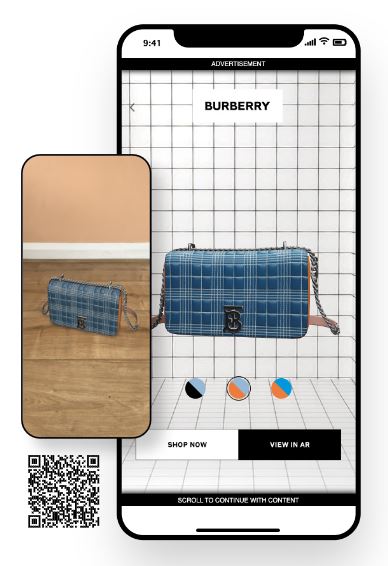 9:41
ADVERTISEMENT
BURBERRY
SHOP NOW
VIEW IN AR
SCROLL TO CONTINUE WITH CONTENT